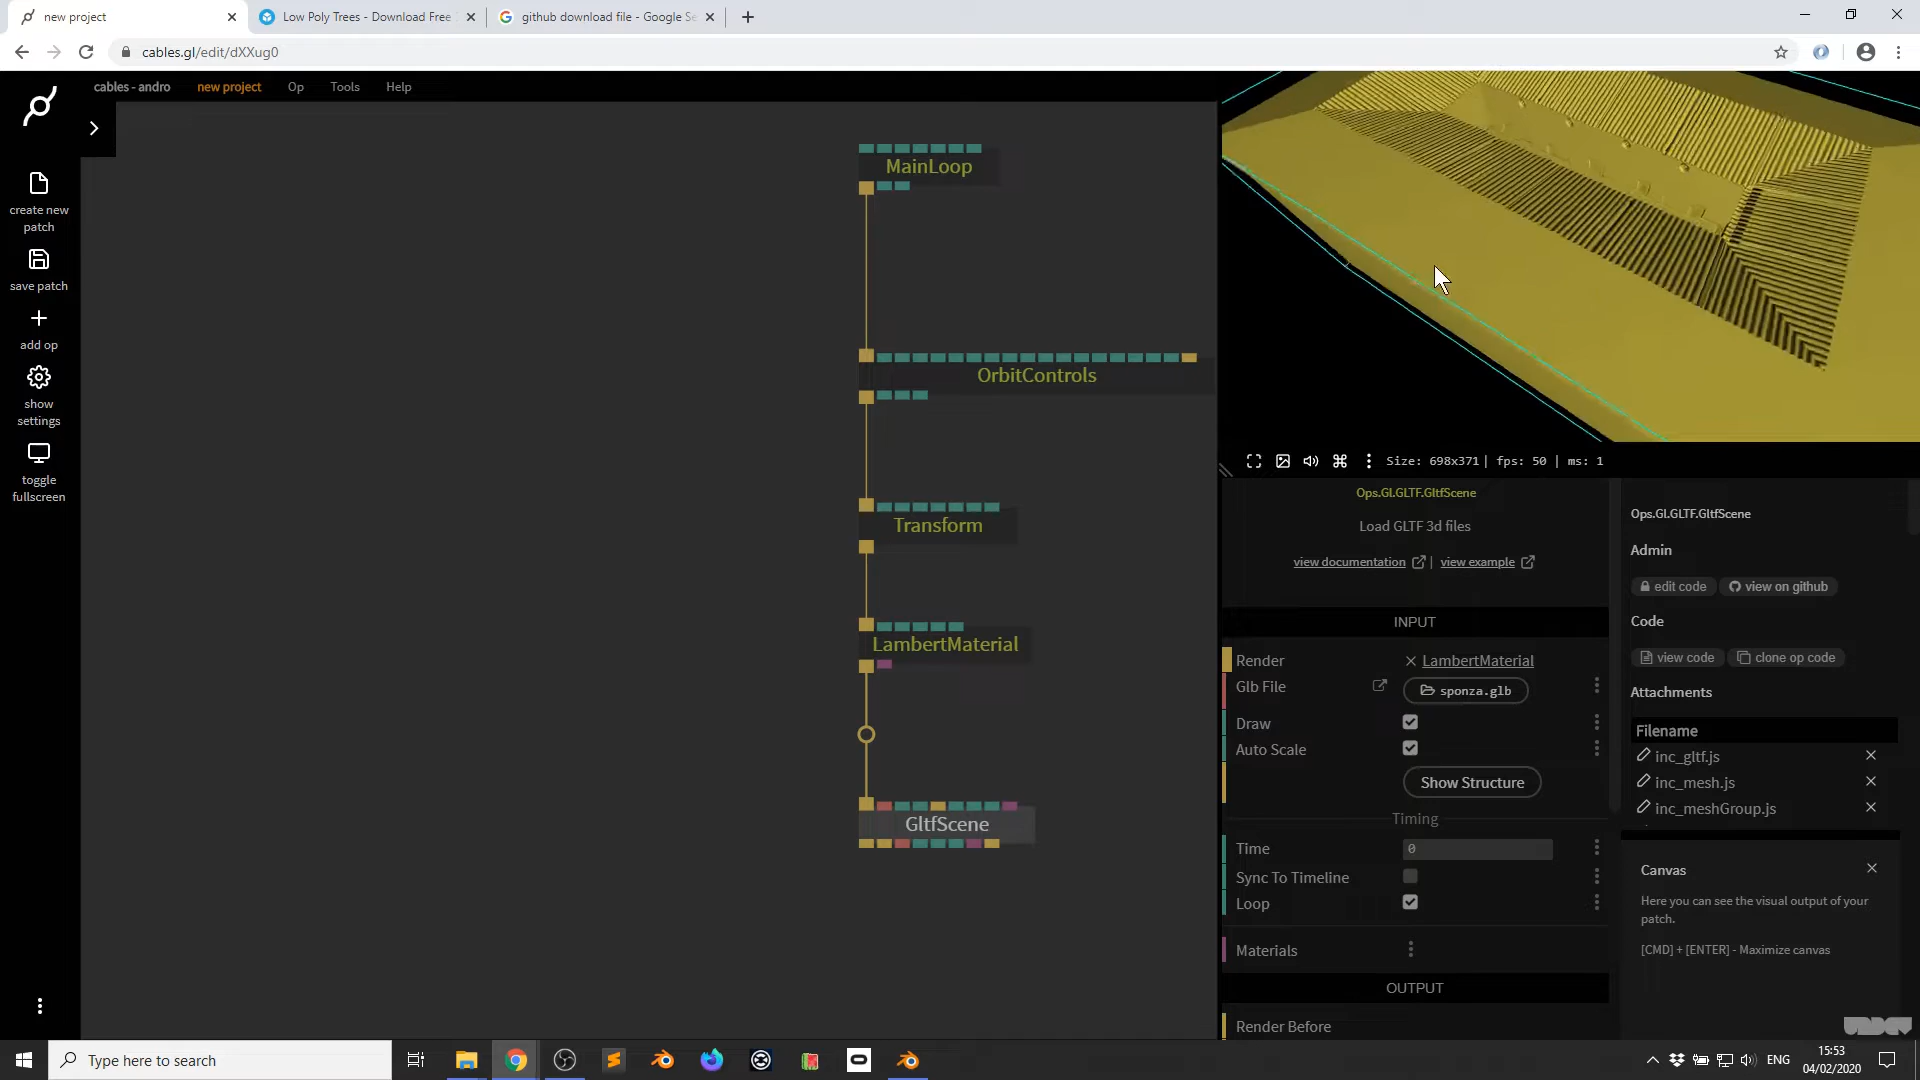 new project
Low Poly Trees - Download Free
github download file - Google Se
cables.gl/edit/dXXug0
cables - andro
new project
Op
Tools
Help
create new
patch
save patch
add op
show
settings
toggle
fullscreen
MainLoop
OrbitControls
Transform
LambertMaterial
GltfScene
Size: 698x371 | fps: 50 | ms: 1
Ops.Gl.GLTF.GltfScene
Load GLTF 3d files
view documentation | view example
INPUT
Render
LambertMaterial
Glb File
sponza.glb
Draw
Auto Scale
Show Structure
Timing
Time
0
Sync To Timeline
Loop
Materials
OUTPUT
Render Before
Ops.Gl.GLTF.GltfScene
Admin
edit code
view on github
Code
view code
clone op code
Attachments
Filename
inc_gltf.js
inc_mesh.js
inc_meshGroup.js
Canvas
Here you can see the visual output of your
patch.
[CMD] + [ENTER] - Maximize canvas
UNDEV
Type here to search
ENG
15:53
04/02/2020